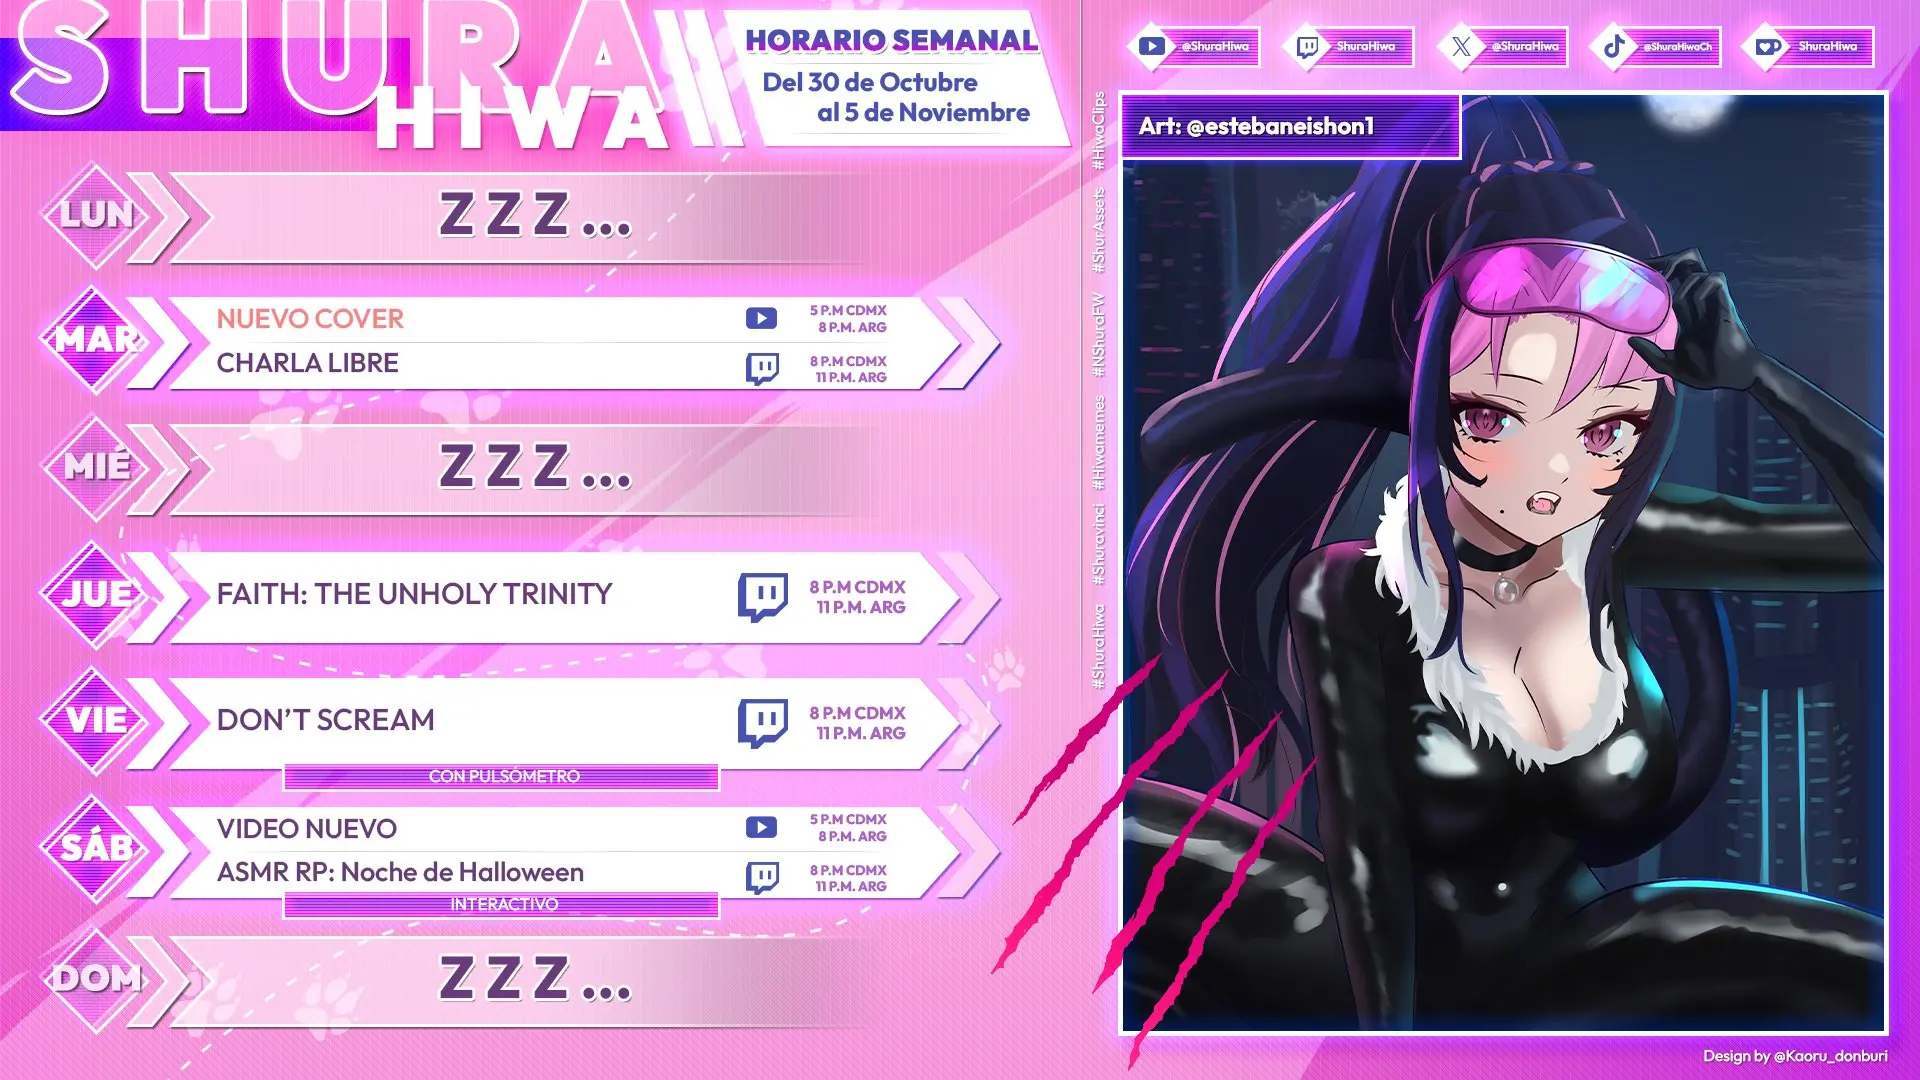 SHURA
HIWA
HORARIO SEMANAL
Del 30 de Octubre
al 5 de Noviembre
@ShuraHiwa
ShuraHiwa
@ShuraHiwa
@ShuraHiwaCh
ShuraHiwa
Art: @estebaneishon1
LUN
ZZZ...
MAR
NUEVO COVER
5 P.M CDMX
8 P.M. ARG
CHARLA LIBRE
8 P.M CDMX
11 P.M. ARG
MIÉ
ZZZ...
JUE
FAITH: THE UNHOLY TRINITY
8 P.M CDMX
11 P.M. ARG
VIE
DON'T SCREAM
8 P.M CDMX
11 P.M. ARG
CON PULSÓMETRO
SÁB
VIDEO NUEVO
5 P.M CDMX
8 P.M. ARG
ASMR RP: Noche de Halloween
8 P.M CDMX
11 P.M. ARG
INTERACTIVO
DOM
ZZZ...
#ShuraHiwa #Shuravinci #Hiwamemes #NShuraFW #ShurAssets #HiwaClips
Design by @Kaoru_donburi